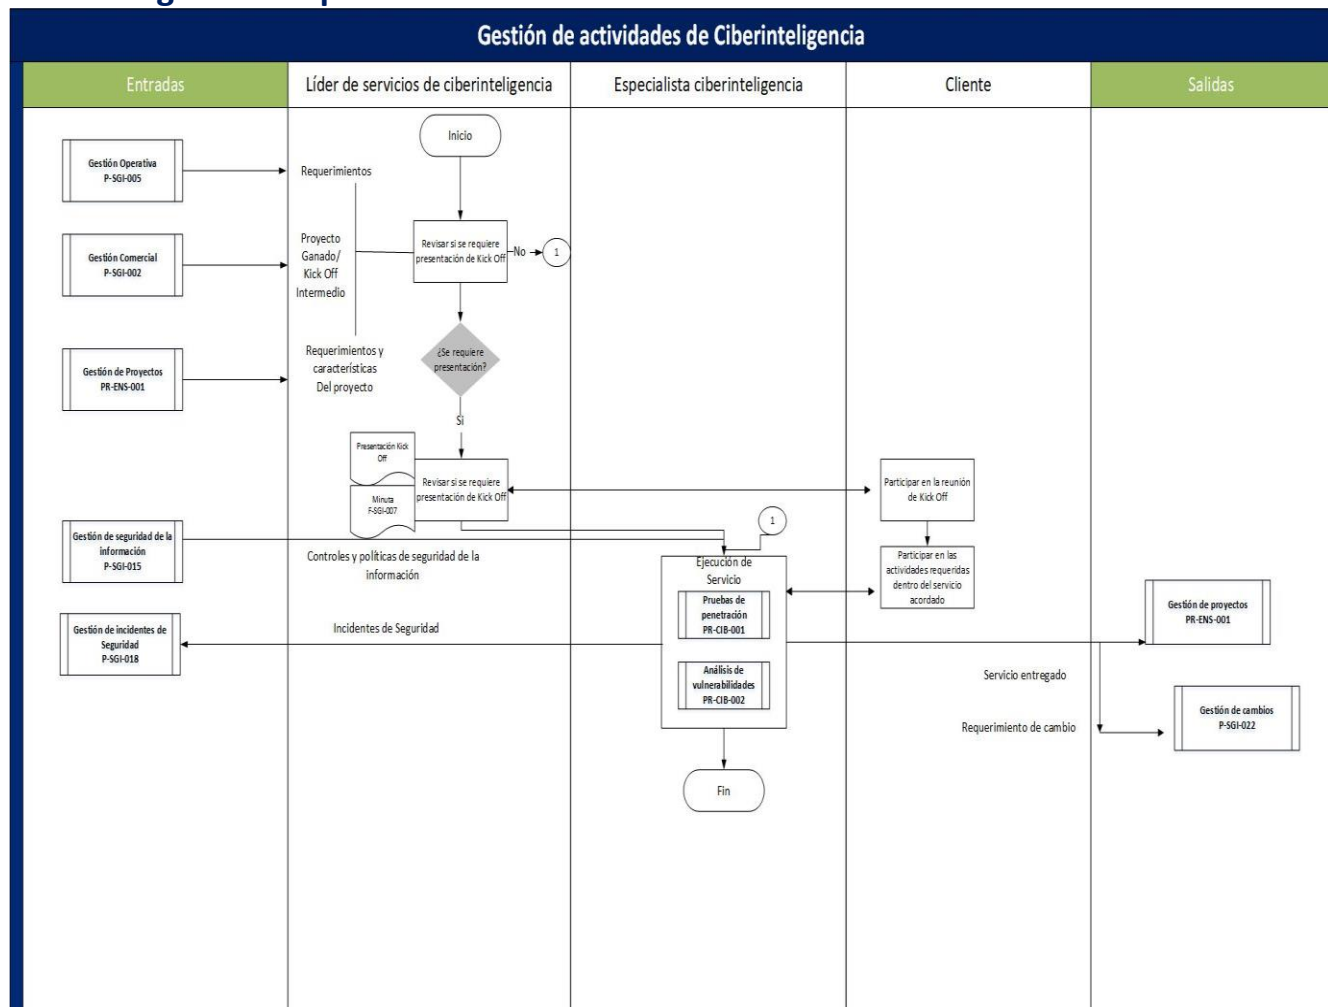 Gestión de actividades de Ciberinteligencia
Entradas
Líder de servicios de ciberinteligencia
Especialista ciberinteligencia
Cliente
Salidas
Inicio
Gestión Operativa
P-SGI-005
Requerimientos
Gestión Comercial
P-SGI-002
Proyecto
Ganado/
Kick Off
Intermedio
Revisar si se requiere
presentación de Kick Off
No
1
Gestión de Proyectos
PR-ENS-001
Requerimientos y
características
Del proyecto
¿Se requiere
presentación?
Si
Presentación Kick
Off
Minuta
F-SGI-007
Revisar si se requiere
presentación de Kick Off
Participar en la reunión
de Kick Off
1
Gestión de seguridad de la
información
P-SGI-015
Controles y políticas de seguridad de la
información
Ejecución de
Servicio
Pruebas de
penetración
PR-CIB-001
Análisis de
vulnerabilidades
PR-CIB-002
Participar en las
actividades requeridas
dentro del servicio
acordado
Gestión de proyectos
PR-ENS-001
Gestión de incidentes de
Seguridad
P-SGI-018
Incidentes de Seguridad
Servicio entregado
Requerimiento de cambio
Gestión de cambios
P-SGI-022
Fin